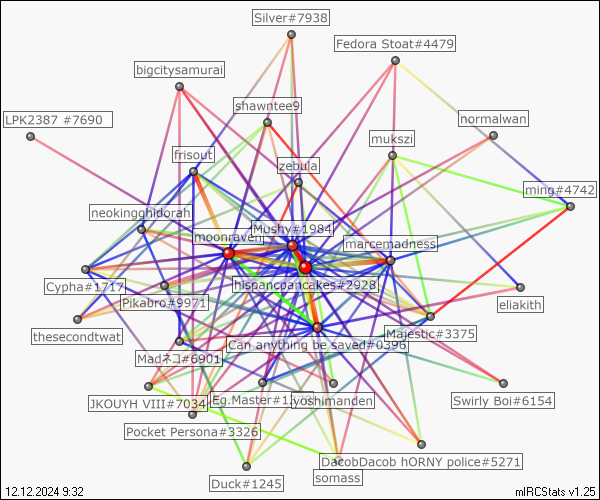 Silver#7938
Fedora Stoat#4479
bigcitysamurai
shawntee9
LPK2387 #7690
normalwan
mukszi
frisout
zebula
ming#4742
neokingghidorah
Mushy#1984
moonraven
marcemadness
Cypha#1717
hispancpancakes#2928
Pikabro#9971
eliakith
thesecondtwat
Majestic#3375
Can anything be saved#0396
Madネコ#6901
JKOUYH VIII#7034
Eg.Master#1
yoshimanden
Swirly Boi#6154
Pocket Persona#3326
DacobDacob hORNY police#5271
Duck#1245
somass
12.12.2024 9:32
mIRCStats v1.25